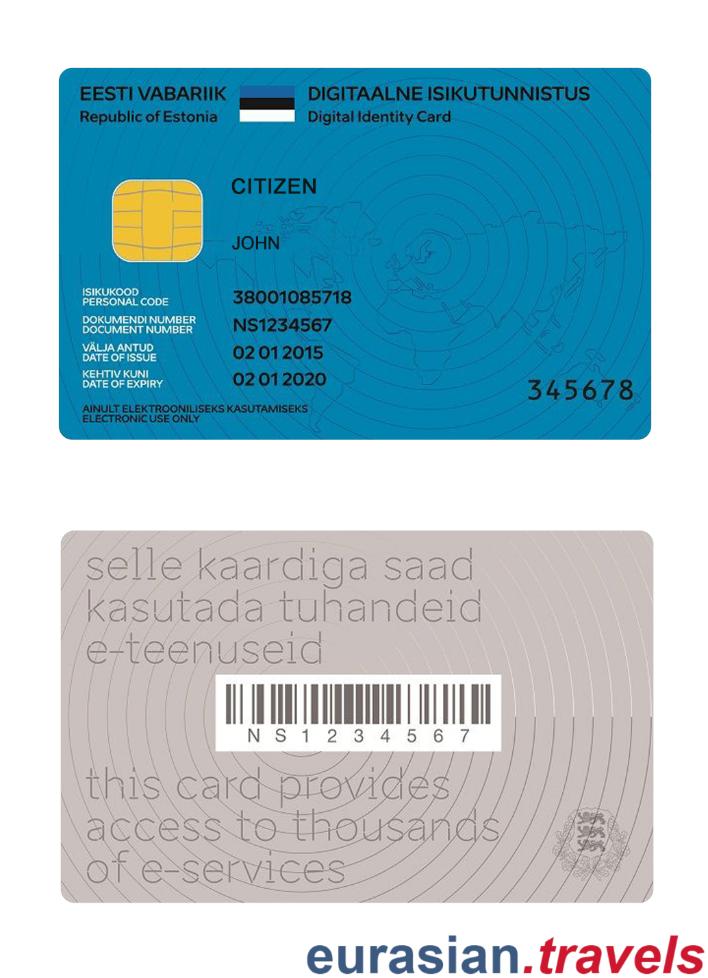 EESTI VABARIIK DIGITAALNE ISIKUTUNNISTUS
Republic of Estonia Digital Identity Card
CITIZEN
JOHN
ISIKUKOOD
PERSONAL CODE 38001085718
DOKUMENDI NUMBER
DOCUMENT NUMBER NS1234567
VÄLJA ANTUD
DATE OF ISSUE 02 01 2015
KEHTIV KUNI
DATE OF EXPIRY 02 01 2020
345678
AINULT ELEKTROONILISEKS KASUTAMISEKS
ELECTRONIC USE ONLY
selle kaardiga saad
kasutada tuhandeid
e-teenuseid
NS1234567
this card provides
access to thousands
of e-services
eurasian.travels